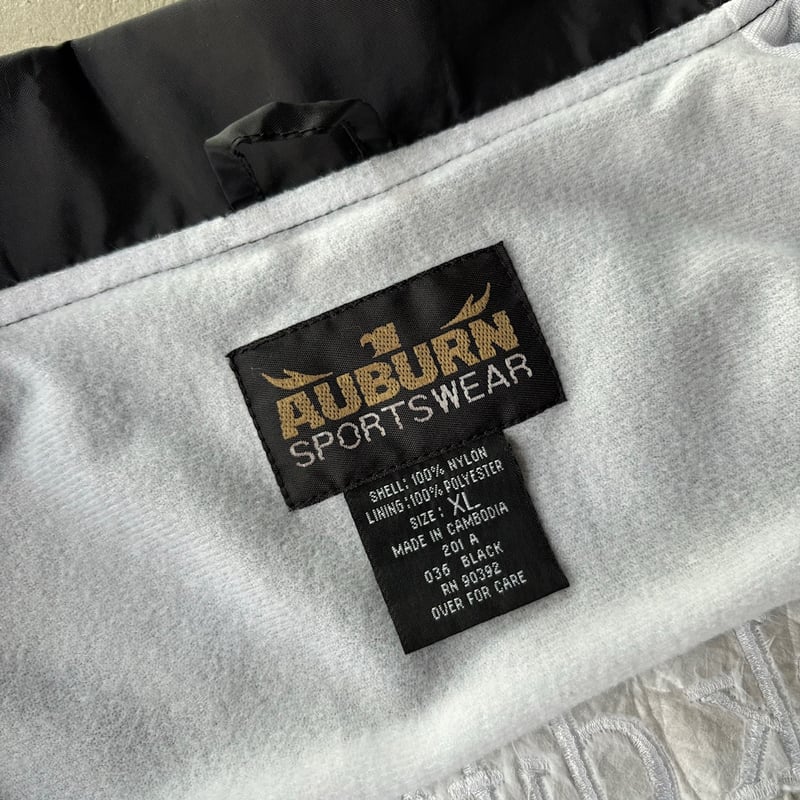 AUBURN
SPORTSWEAR
SHELL: 100% NYLON
LINING: 100% POLYESTER
SIZE: XL
MADE IN CAMBODIA
201 A
036 BLACK
RN 90392
OVER FOR CARE